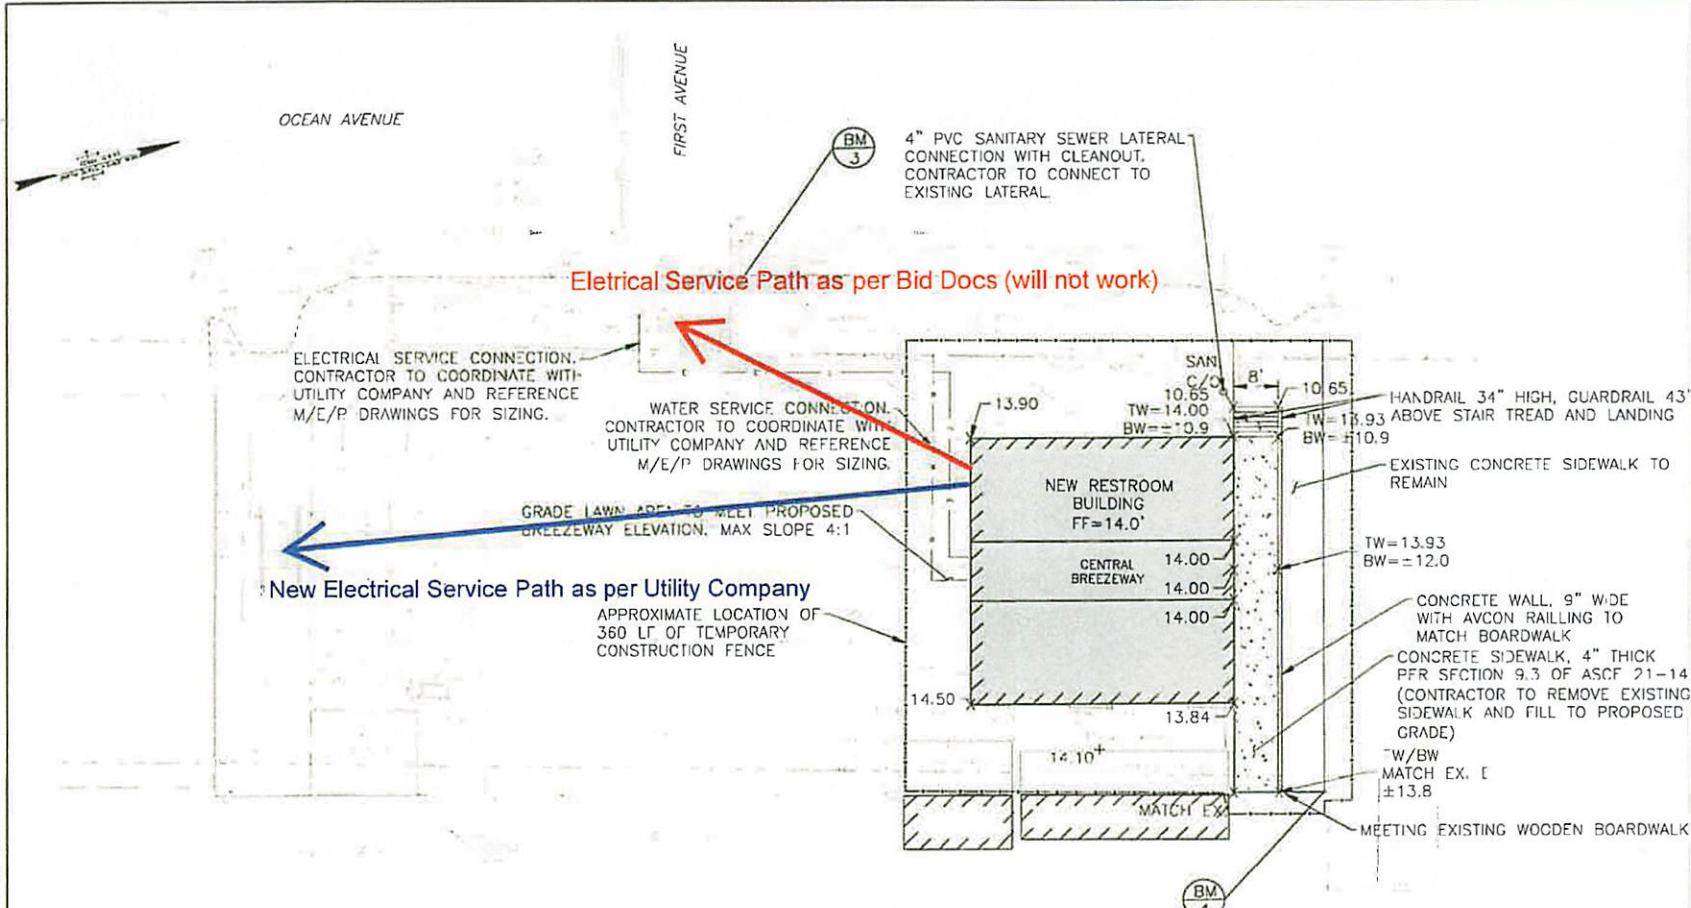 OCEAN AVENUE
FIRST AVENUE
BM
3
4" PVC SANITARY SEWER LATERAL
CONNECTION WITH CLEANOUT.
CONTRACTOR TO CONNECT TO
EXISTING LATERAL.
Eletrical Service Path as per Bid Docs (will not work)
ELECTRICAL SERVICE CONNECTION.
CONTRACTOR TO COORDINATE WITH
UTILITY COMPANY AND REFERENCE
M/E/P DRAWINGS FOR SIZING.
WATER SERVICE CONNECTION.
CONTRACTOR TO COORDINATE WITH
UTILITY COMPANY AND REFERENCE
M/E/P DRAWINGS FOR SIZING.
GRADE LAWN AREA TO MEET PROPOSED
BREEZEWAY ELEVATION. MAX SLOPE 4:1
New Electrical Service Path as per Utility Company
APPROXIMATE LOCATION OF
360 LF OF TEMPORARY
CONSTRUCTION FENCE
SAN
C/O
8'
10.65
10.65
TW=14.00
BW=±10.9
13.90
TW=13.93
BW=±10.9
HANDRAIL 34" HIGH, GUARDRAIL 43"
ABOVE STAIR TREAD AND LANDING
EXISTING CONCRETE SIDEWALK TO
REMAIN
NEW RESTROOM
BUILDING
FF=14.0'
CENTRAL
BREEZEWAY
14.00
14.00
14.00
TW=13.93
BW=±12.0
CONCRETE WALL, 9" WIDE
WITH AVCON RAILLING TO
MATCH BOARDWALK
CONCRETE SIDEWALK, 4" THICK
PER SECTION 9.3 OF ASCE 21-14
(CONTRACTOR TO REMOVE EXISTING
SIDEWALK AND FILL TO PROPOSED
GRADE)
14.50
13.84
14.10+
TW/BW
MATCH EX.
±13.8
MATCH EX
MEETING EXISTING WOODEN BOARDWALK
BM